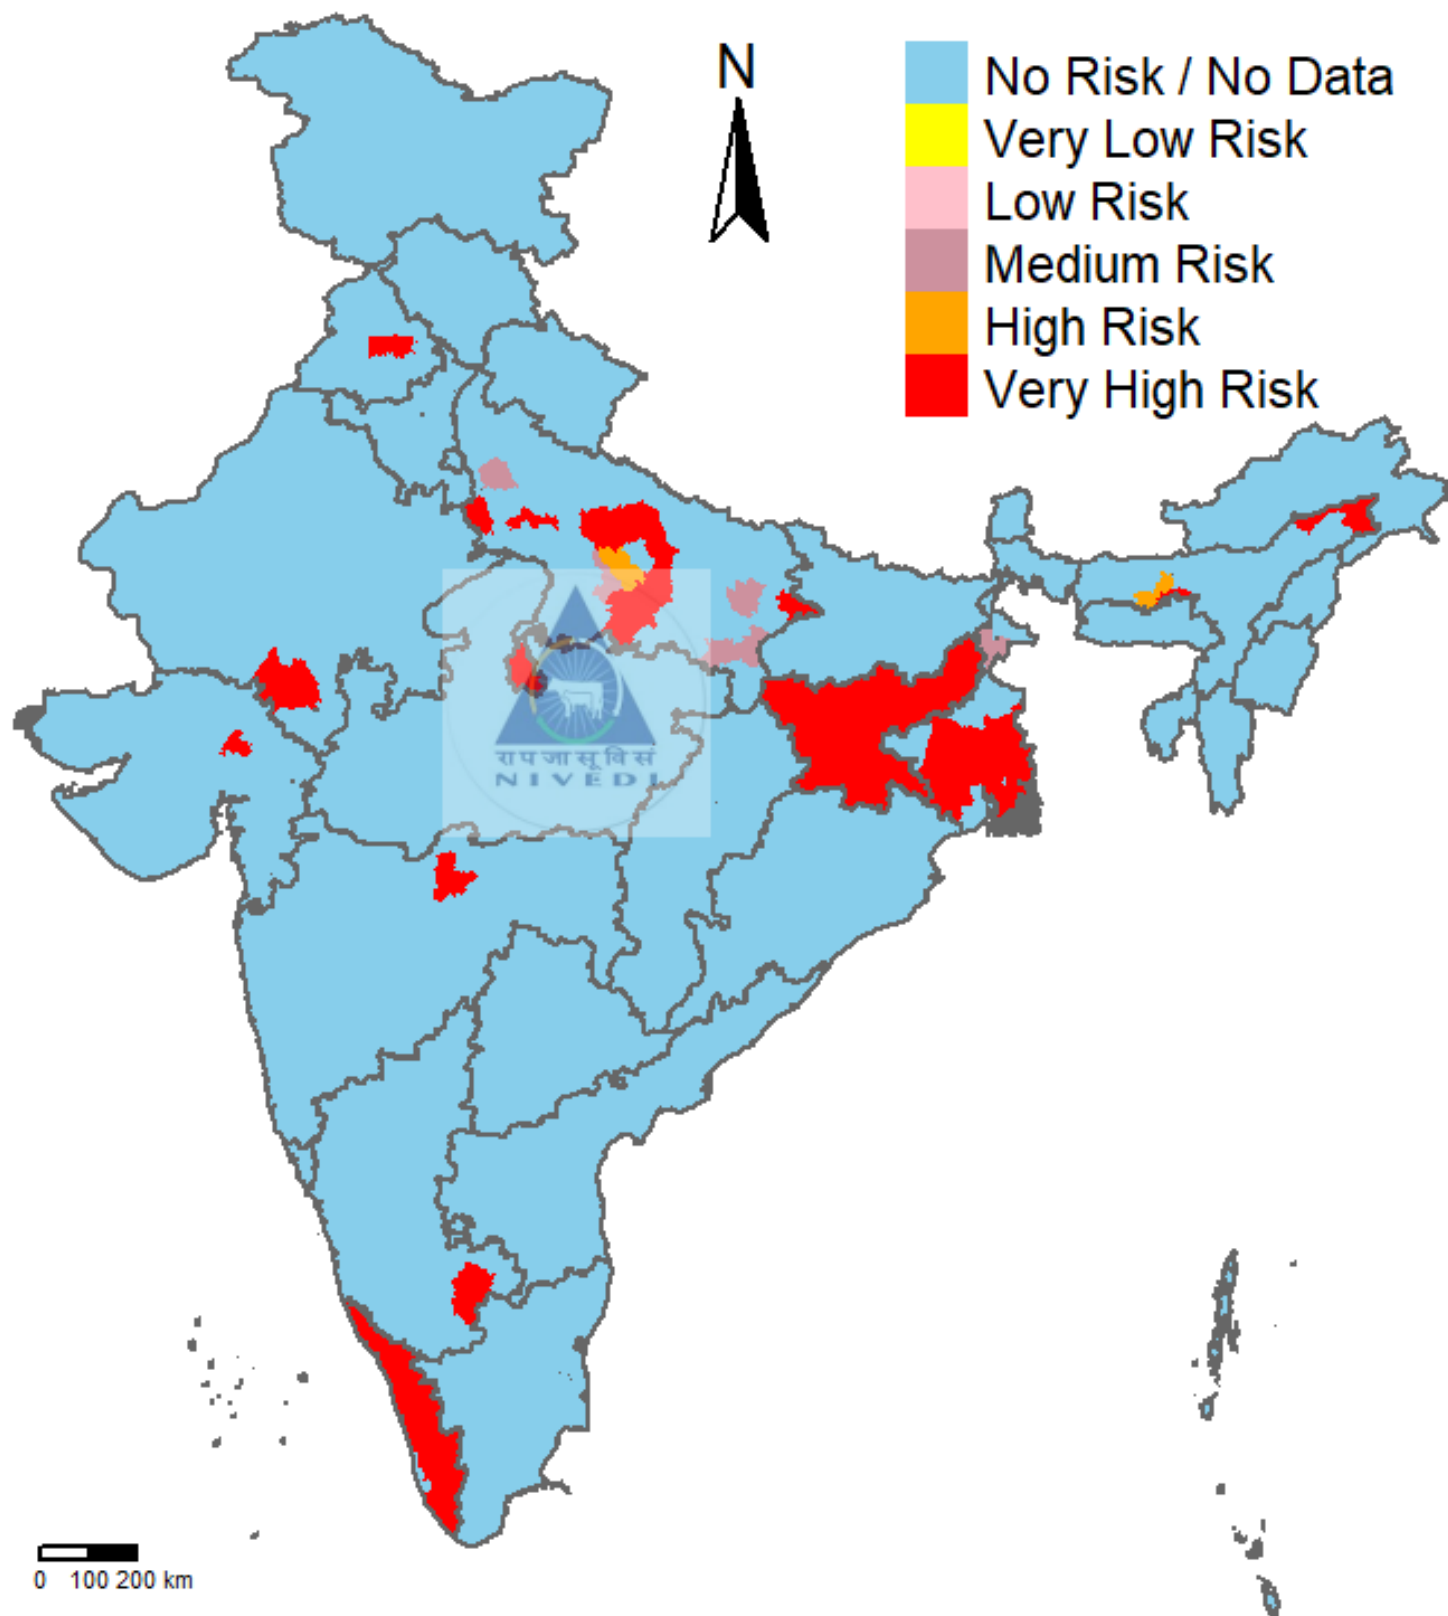 N
No Risk / No Data
Very Low Risk
Low Risk
Medium Risk
High Risk
Very High Risk
रा प जा सू वि सं
NIVEDI
0 100 200 km